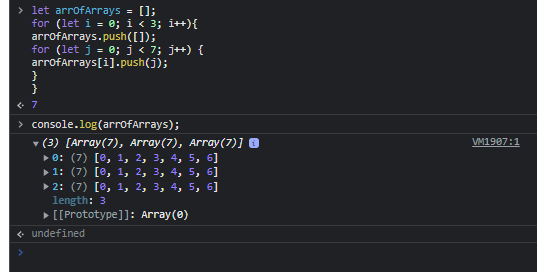 > let arrOfArrays = [];
for (let i = 0; i < 3; i++){
arrOfArrays.push([]);
for (let j = 0; j < 7; j++) {
arrOfArrays[i].push(j);
}
}
7
> console.log(arrOfArrays);
(3) [Array(7), Array(7), Array(7)] i VM1907:1
0: (7) [0, 1, 2, 3, 4, 5, 6]
1: (7) [0, 1, 2, 3, 4, 5, 6]
2: (7) [0, 1, 2, 3, 4, 5, 6]
length: 3
[[Prototype]]: Array(0)
undefined
>